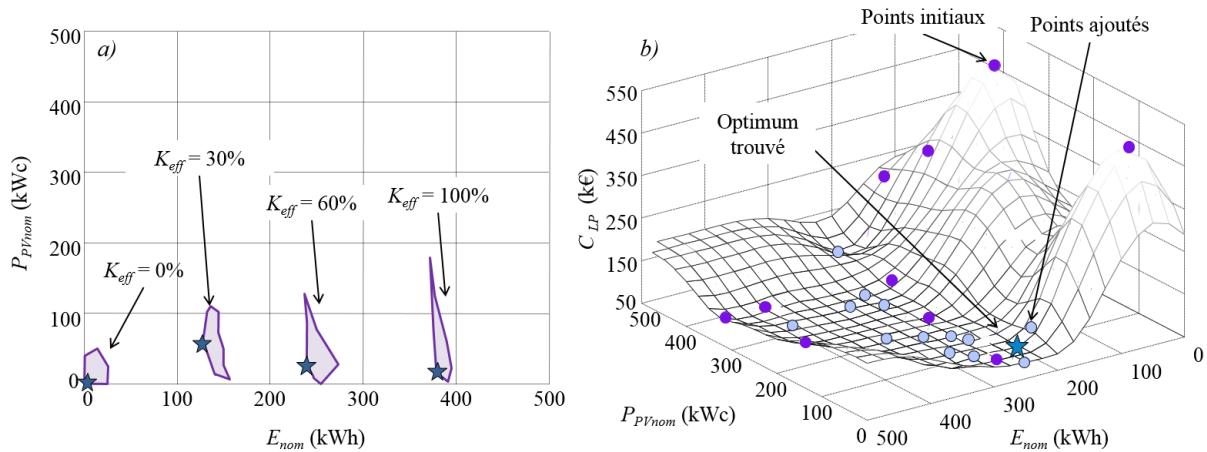 a)
500
400
300
200
100
0
P_PVnom (kWc)
K_eff = 0%
K_eff = 30%
K_eff = 60%
K_eff = 100%
0
100
200
300
400
500
E_nom (kWh)
b)
Points initiaux
Points ajoutés
Optimum
trouvé
550
450
350
250
150
50
C_LP (k€)
500
400
300
200
100
0
P_PVnom (kWc)
500
400
300
200
100
0
E_nom (kWh)